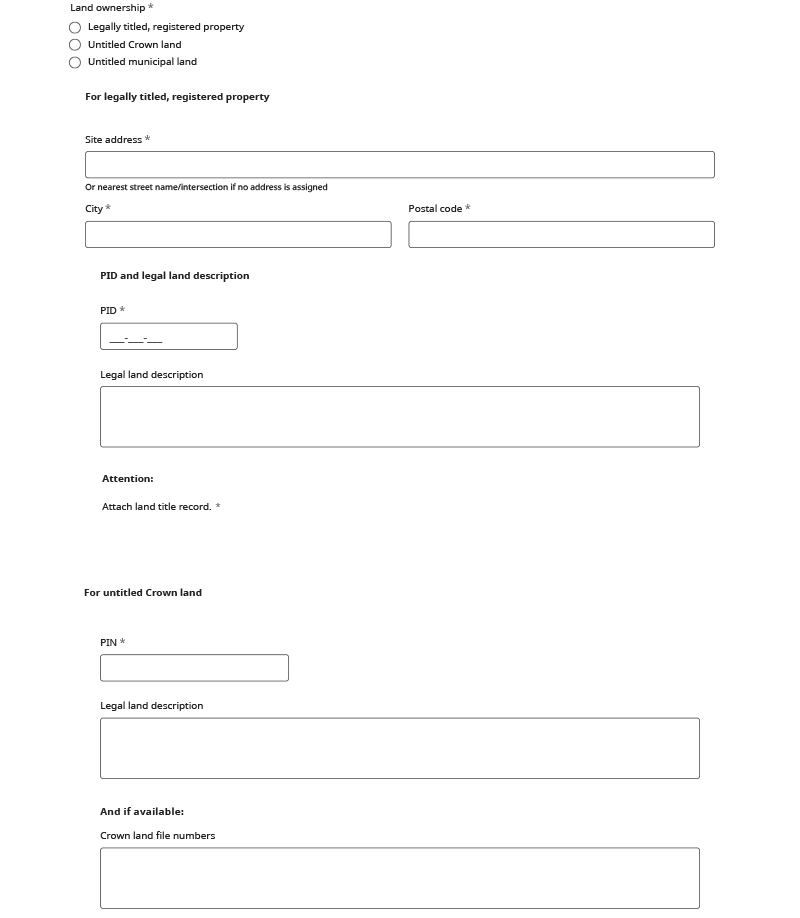 Land ownership *
Legally titled, registered property
Untitled Crown land
Untitled municipal land
For legally titled, registered property
Site address *
Or nearest street name/intersection if no address is assigned
City * Postal code *
PID and legal land description
PID *
___-___-___
Legal land description
Attention:
Attach land title record. *
For untitled Crown land
PIN *
Legal land description
And if available:
Crown land file numbers